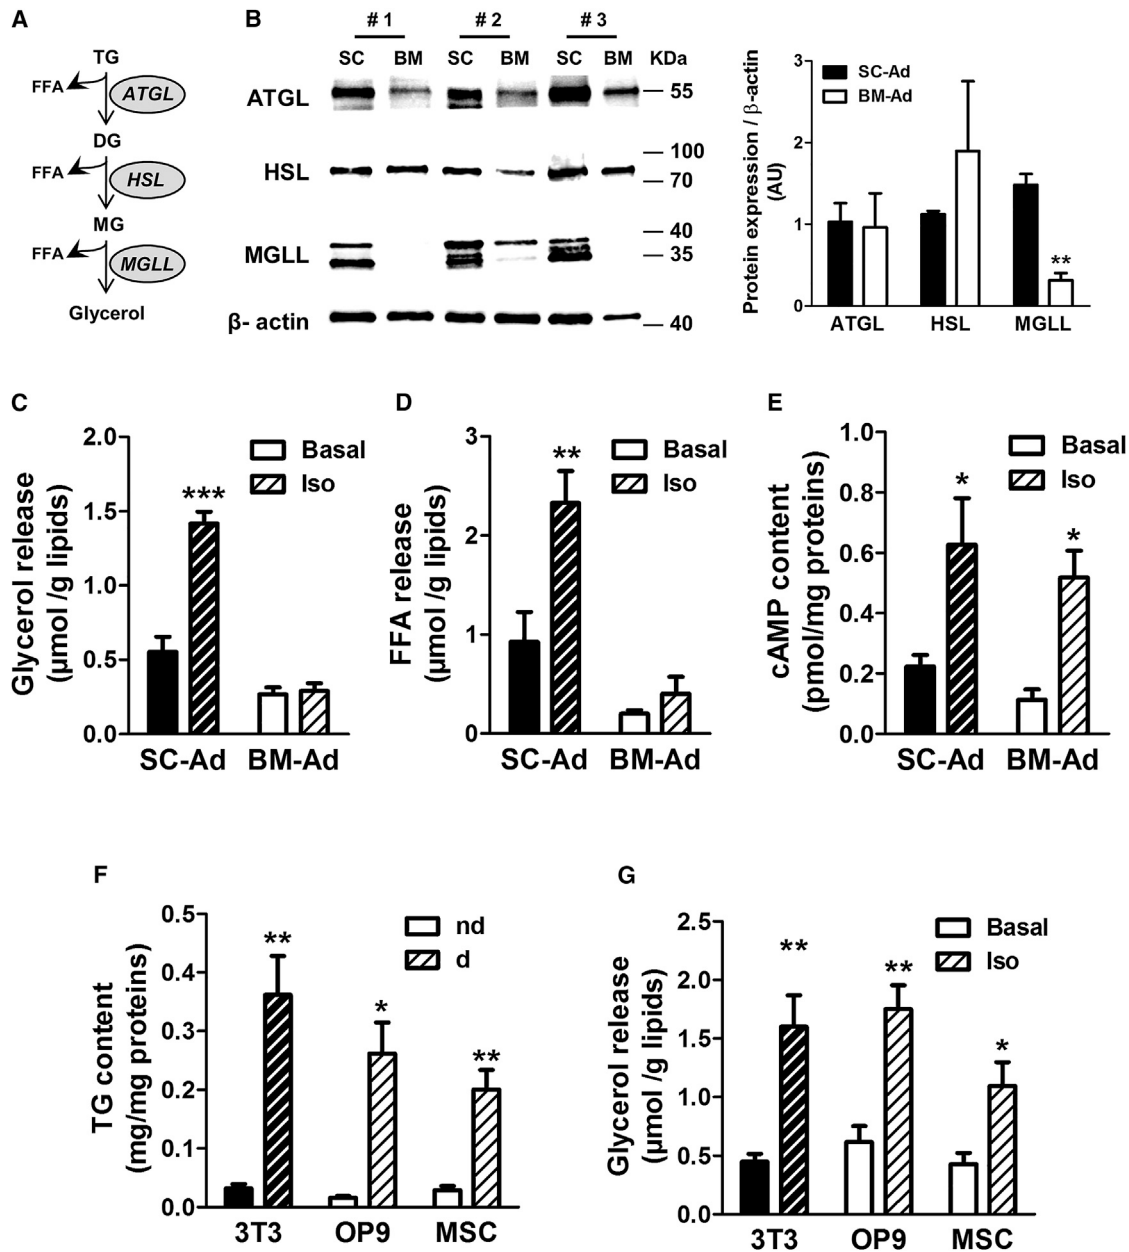 A
TG
FFA
ATGL
DG
FFA
HSL
MG
FFA
MGLL
Glycerol
B
# 1 # 2 # 3
SC BM SC BM SC BM KDa
ATGL
55
HSL
100
70
MGLL
40
35
β- actin
40
Protein expression / β-actin
(AU)
3
2
1
0
SC-Ad
BM-Ad
**
ATGL HSL MGLL
C
Glycerol release
(µmol /g lipids)
2.0
1.5
1.0
0.5
0.0
***
Basal
Iso
SC-Ad BM-Ad
D
FFA release
(µmol /g lipids)
3
2
1
0
**
Basal
Iso
SC-Ad BM-Ad
E
cAMP content
(pmol/mg proteins)
1.0
0.8
0.6
0.4
0.2
0.0
*
*
Basal
Iso
SC-Ad BM-Ad
F
TG content
(mg/mg proteins)
0.5
0.4
0.3
0.2
0.1
0.0
**
*
**
nd
d
3T3 OP9 MSC
G
Glycerol release
(µmol /g lipids)
2.5
2.0
1.5
1.0
0.5
0.0
**
**
*
Basal
Iso
3T3 OP9 MSC